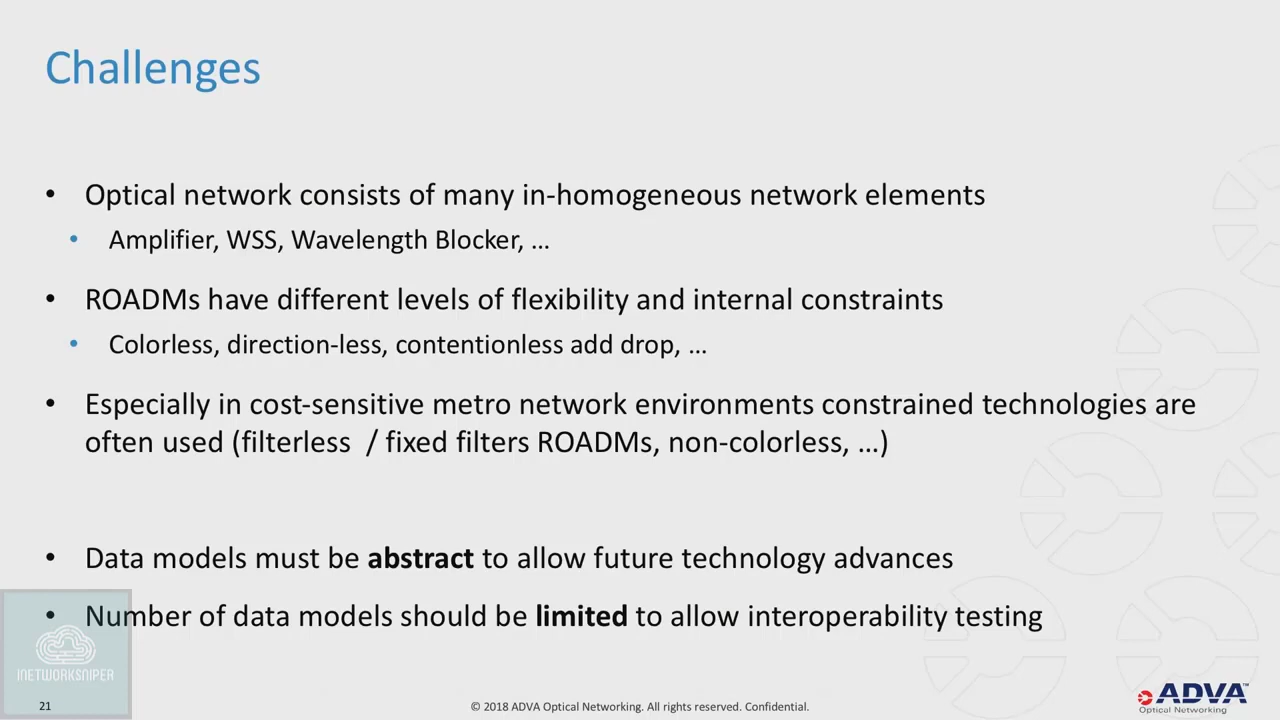 Challenges
• Optical network consists of many in-homogeneous network elements
• Amplifier, WSS, Wavelength Blocker, ...
• ROADMs have different levels of flexibility and internal constraints
• Colorless, direction-less, contentionless add drop, ...
• Especially in cost-sensitive metro network environments constrained technologies are
often used (filterless / fixed filters ROADMs, non-colorless, ...)
• Data models must be abstract to allow future technology advances
• Number of data models should be limited to allow interoperability testing
INETWORKSNIPER
21
© 2018 ADVA Optical Networking. All rights reserved. Confidential.
ADVA™
Optical Networking